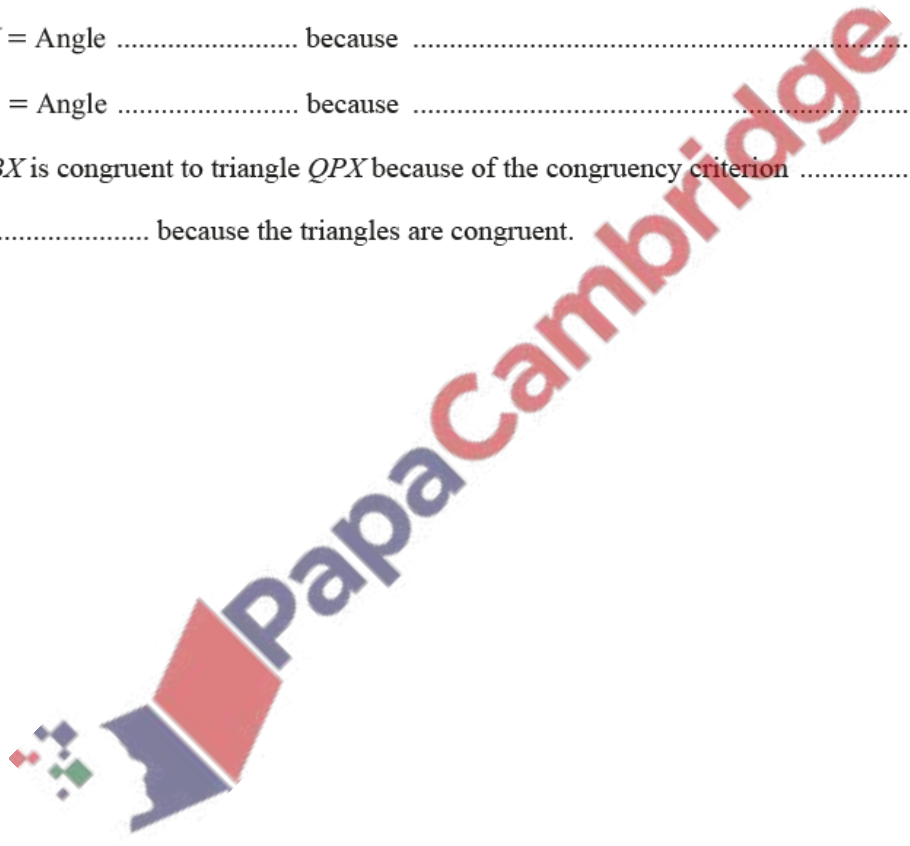 = Angle ........................ because ..................................................................
= Angle ........................ because ..................................................................
BX is congruent to triangle QPX because of the congruency criterion ...............
..................... because the triangles are congruent.
PapaCambridge